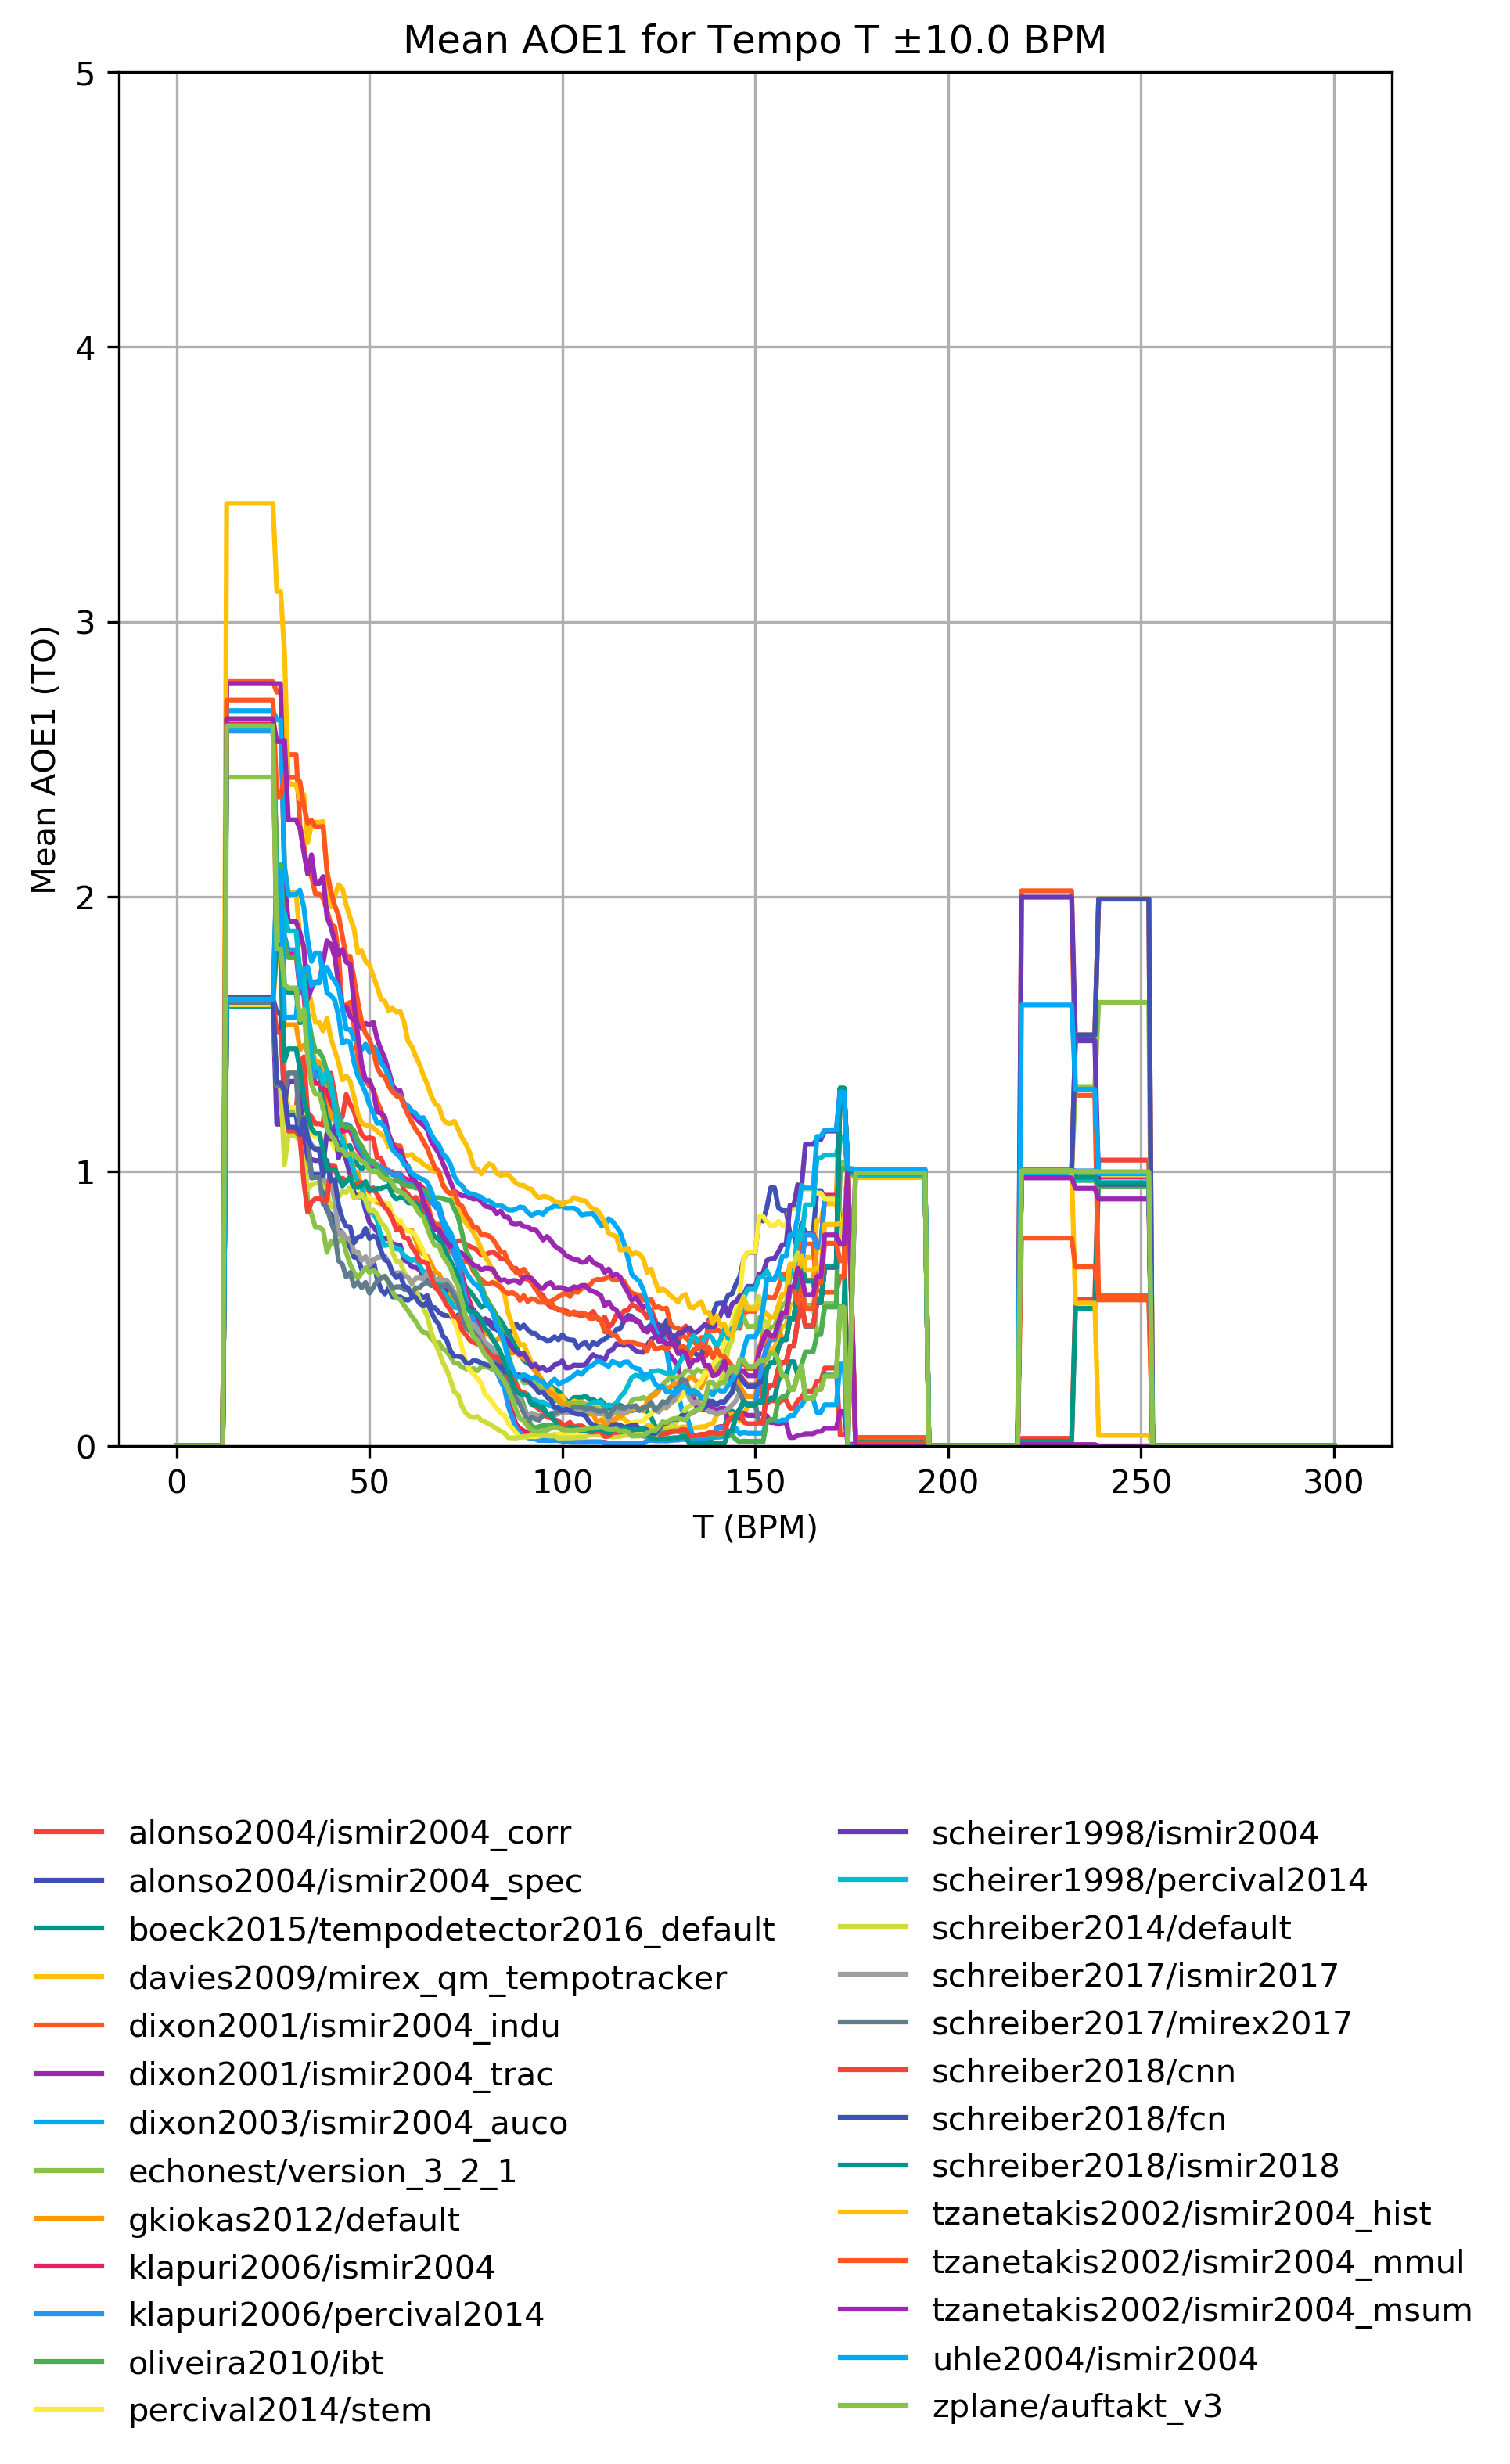 Mean AOE1 for Tempo T ±10.0 BPM
5
4
3
2
1
0
Mean AOE1 (TO)
0 50 100 150 200 250 300
T (BPM)
alonso2004/ismir2004_corr
alonso2004/ismir2004_spec
boeck2015/tempodetector2016_default
davies2009/mirex_qm_tempotracker
dixon2001/ismir2004_indu
dixon2001/ismir2004_trac
dixon2003/ismir2004_auco
echonest/version_3_2_1
gkiokas2012/default
klapuri2006/ismir2004
klapuri2006/percival2014
oliveira2010/ibt
percival2014/stem
scheirer1998/ismir2004
scheirer1998/percival2014
schreiber2014/default
schreiber2017/ismir2017
schreiber2017/mirex2017
schreiber2018/cnn
schreiber2018/fcn
schreiber2018/ismir2018
tzanetakis2002/ismir2004_hist
tzanetakis2002/ismir2004_mmul
tzanetakis2002/ismir2004_msum
uhle2004/ismir2004
zplane/auftakt_v3